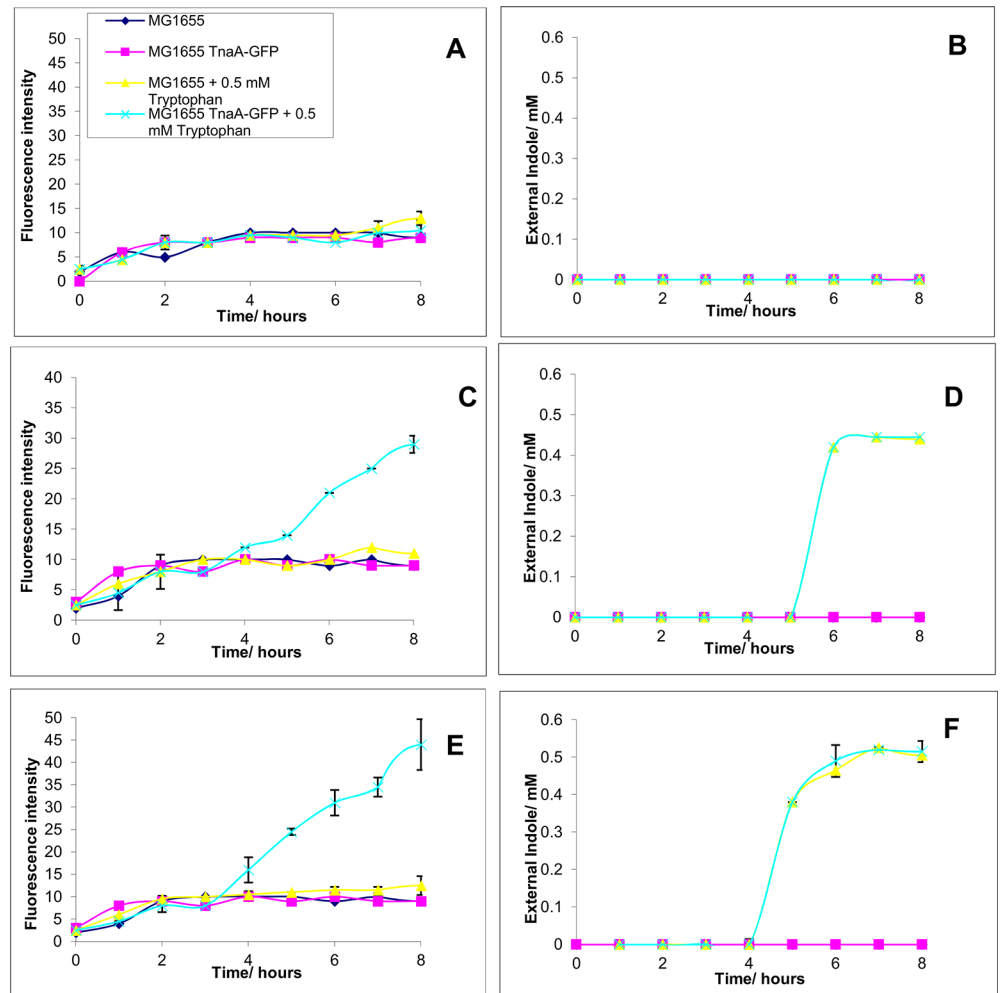 MG1655
MG1655 TnaA-GFP
MG1655 + 0.5 mM
Tryptophan
MG1655 TnaA-GFP + 0.5
mM Tryptophan
A
Fluorescence intensity
50
45
40
35
30
25
20
15
10
5
0
0 2 4 6 8
Time/ hours
B
External Indole/ mM
0.6
0.5
0.4
0.3
0.2
0.1
0
0 2 4 6 8
Time/ hours
C
Fluorescence intensity
40
35
30
25
20
15
10
5
0
0 2 4 6 8
Time/ hours
D
External Indole/ mM
0.6
0.5
0.4
0.3
0.2
0.1
0
0 2 4 6 8
Time/ hours
E
Fluorescence intensity
50
45
40
35
30
25
20
15
10
5
0
0 2 4 6 8
Time/ hours
F
External Indole/ mM
0.6
0.5
0.4
0.3
0.2
0.1
0
0 2 4 6 8
Time/ hours